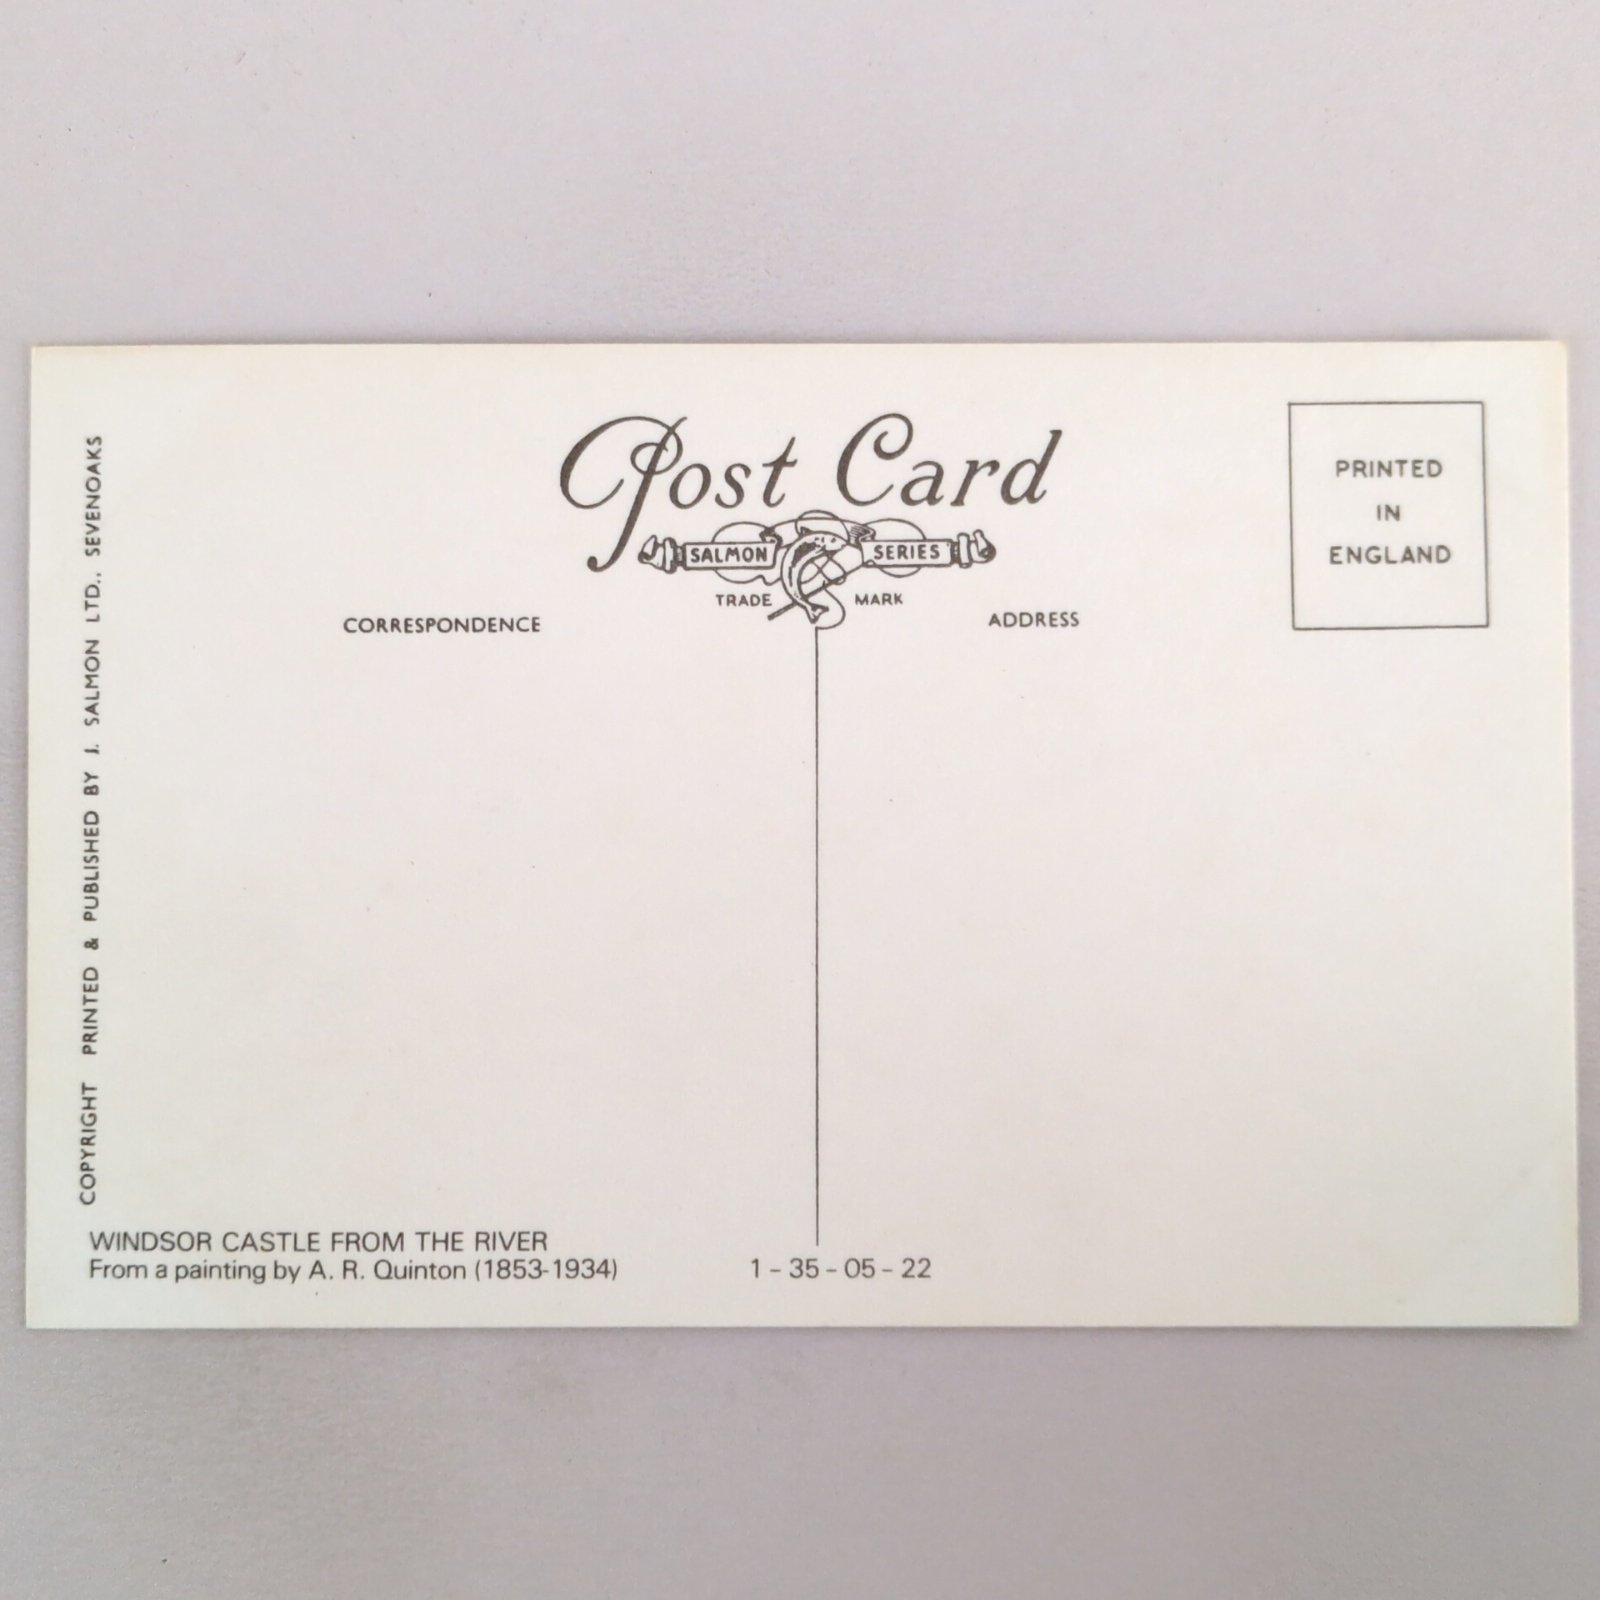 Post Card
SALMON SERIES
TRADE MARK
PRINTED
IN
ENGLAND
CORRESPONDENCE
ADDRESS
COPYRIGHT PRINTED & PUBLISHED BY J. SALMON LTD., SEVENOAKS
WINDSOR CASTLE FROM THE RIVER
From a painting by A. R. Quinton (1853-1934)
1 - 35 - 05 - 22